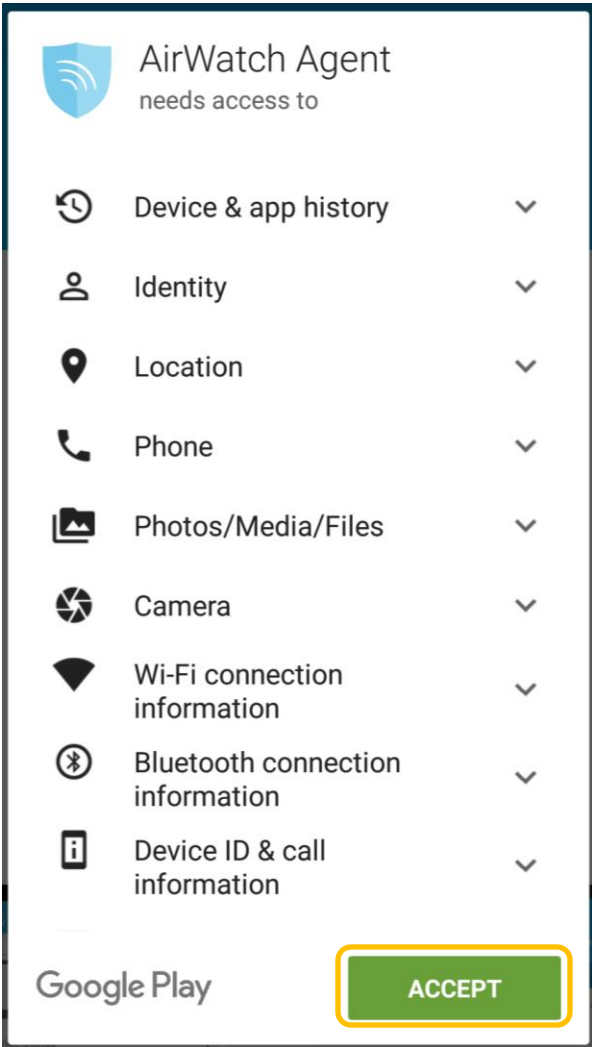 AirWatch Agent
needs access to
Device & app history
Identity
Location
Phone
Photos/Media/Files
Camera
Wi-Fi connection
information
Bluetooth connection
information
Device ID & call
information
Google Play
ACCEPT